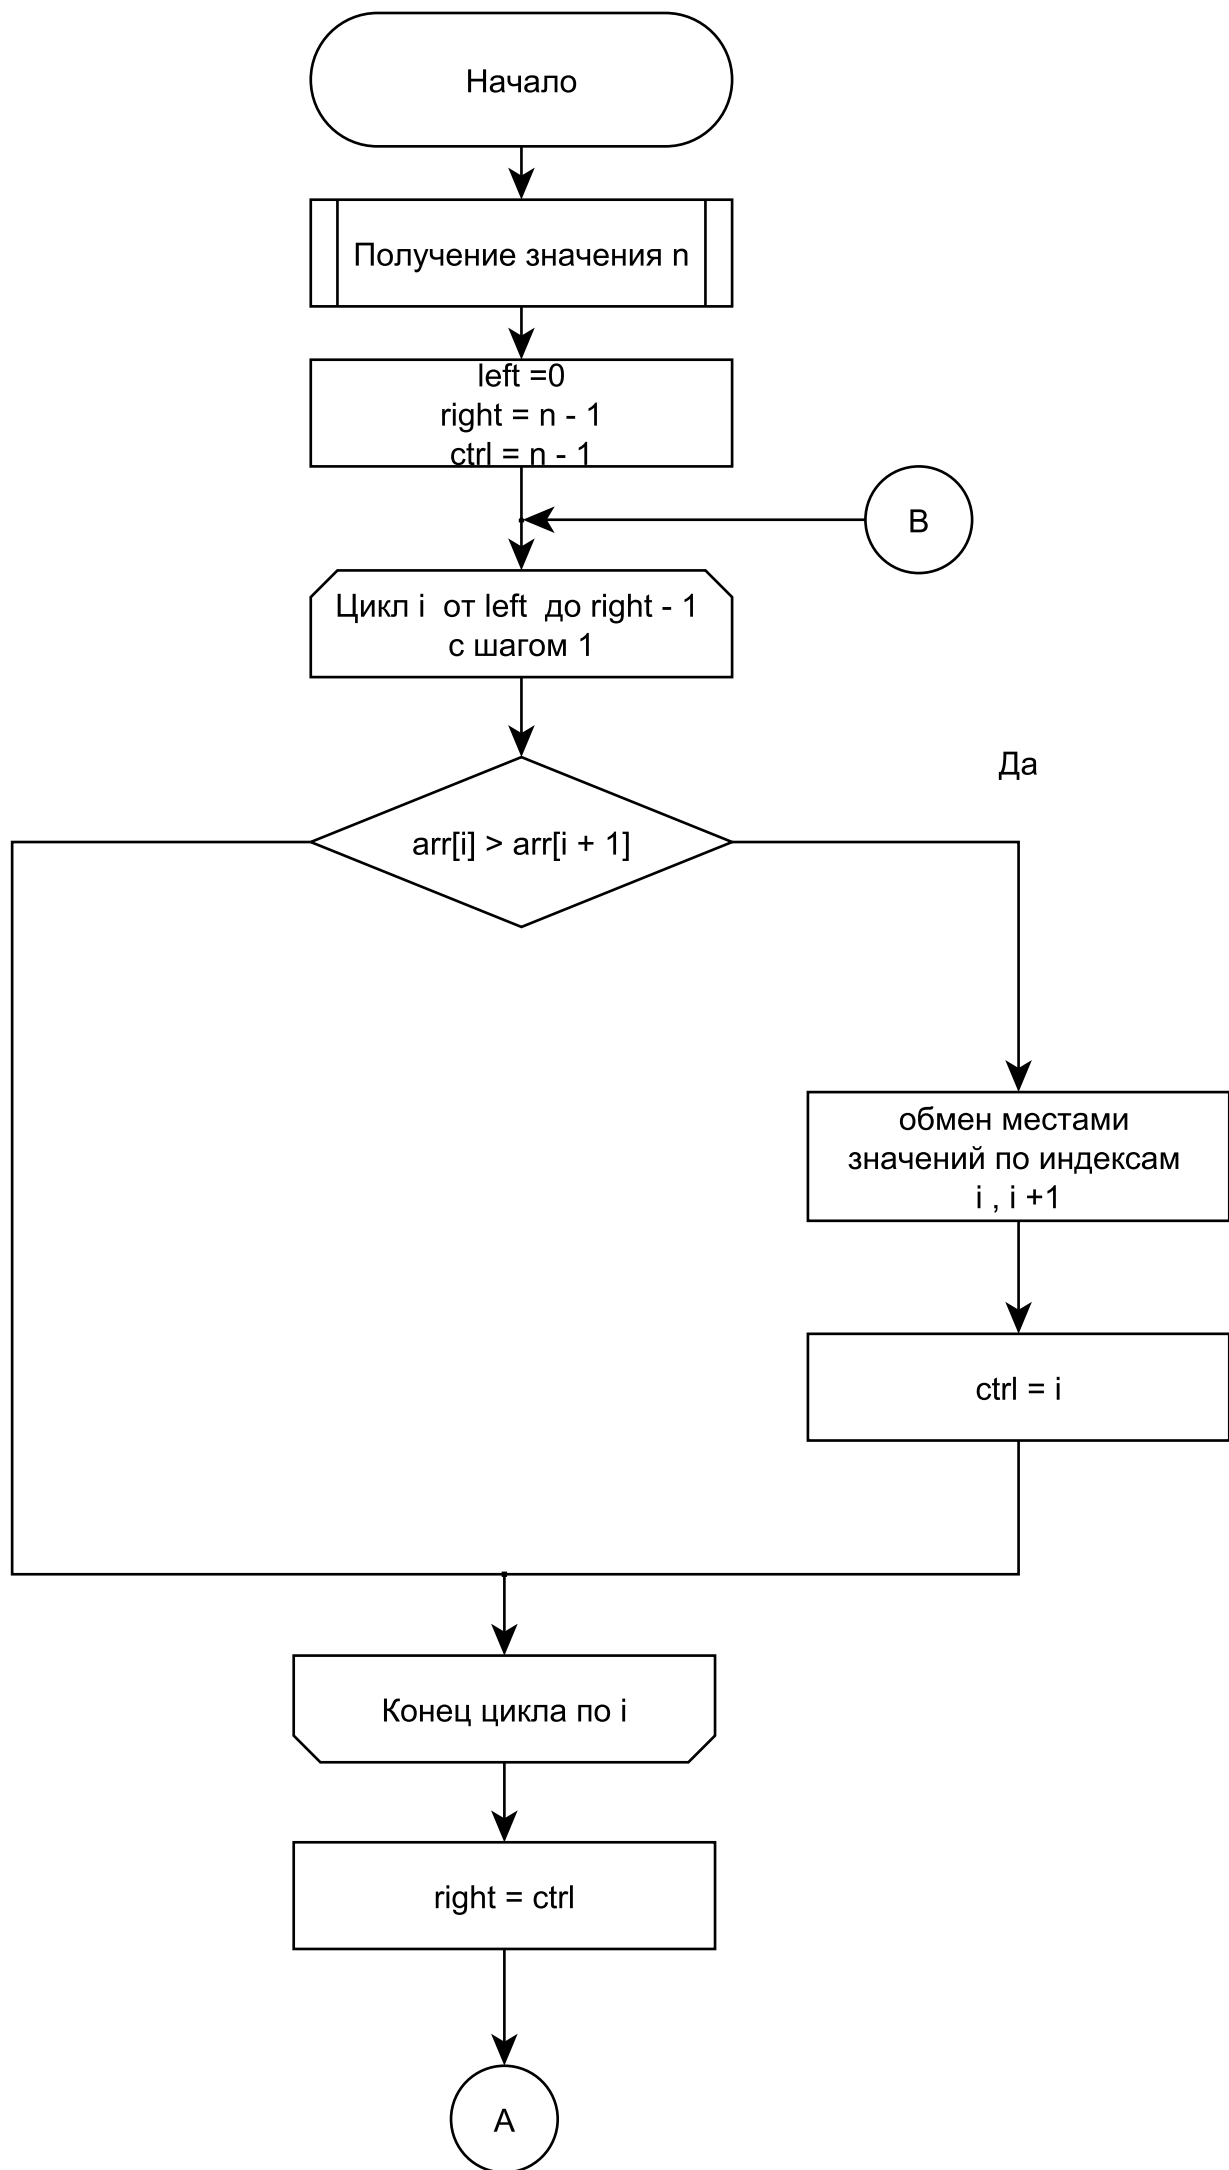 Начало
Получение значения n
left =0
right = n - 1
ctrl = n - 1
B
Цикл i от left до right - 1
с шагом 1
Да
arr[i] > arr[i + 1]
обмен местами
значений по индексам
i , i +1
ctrl = i
Конец цикла по i
right = ctrl
A